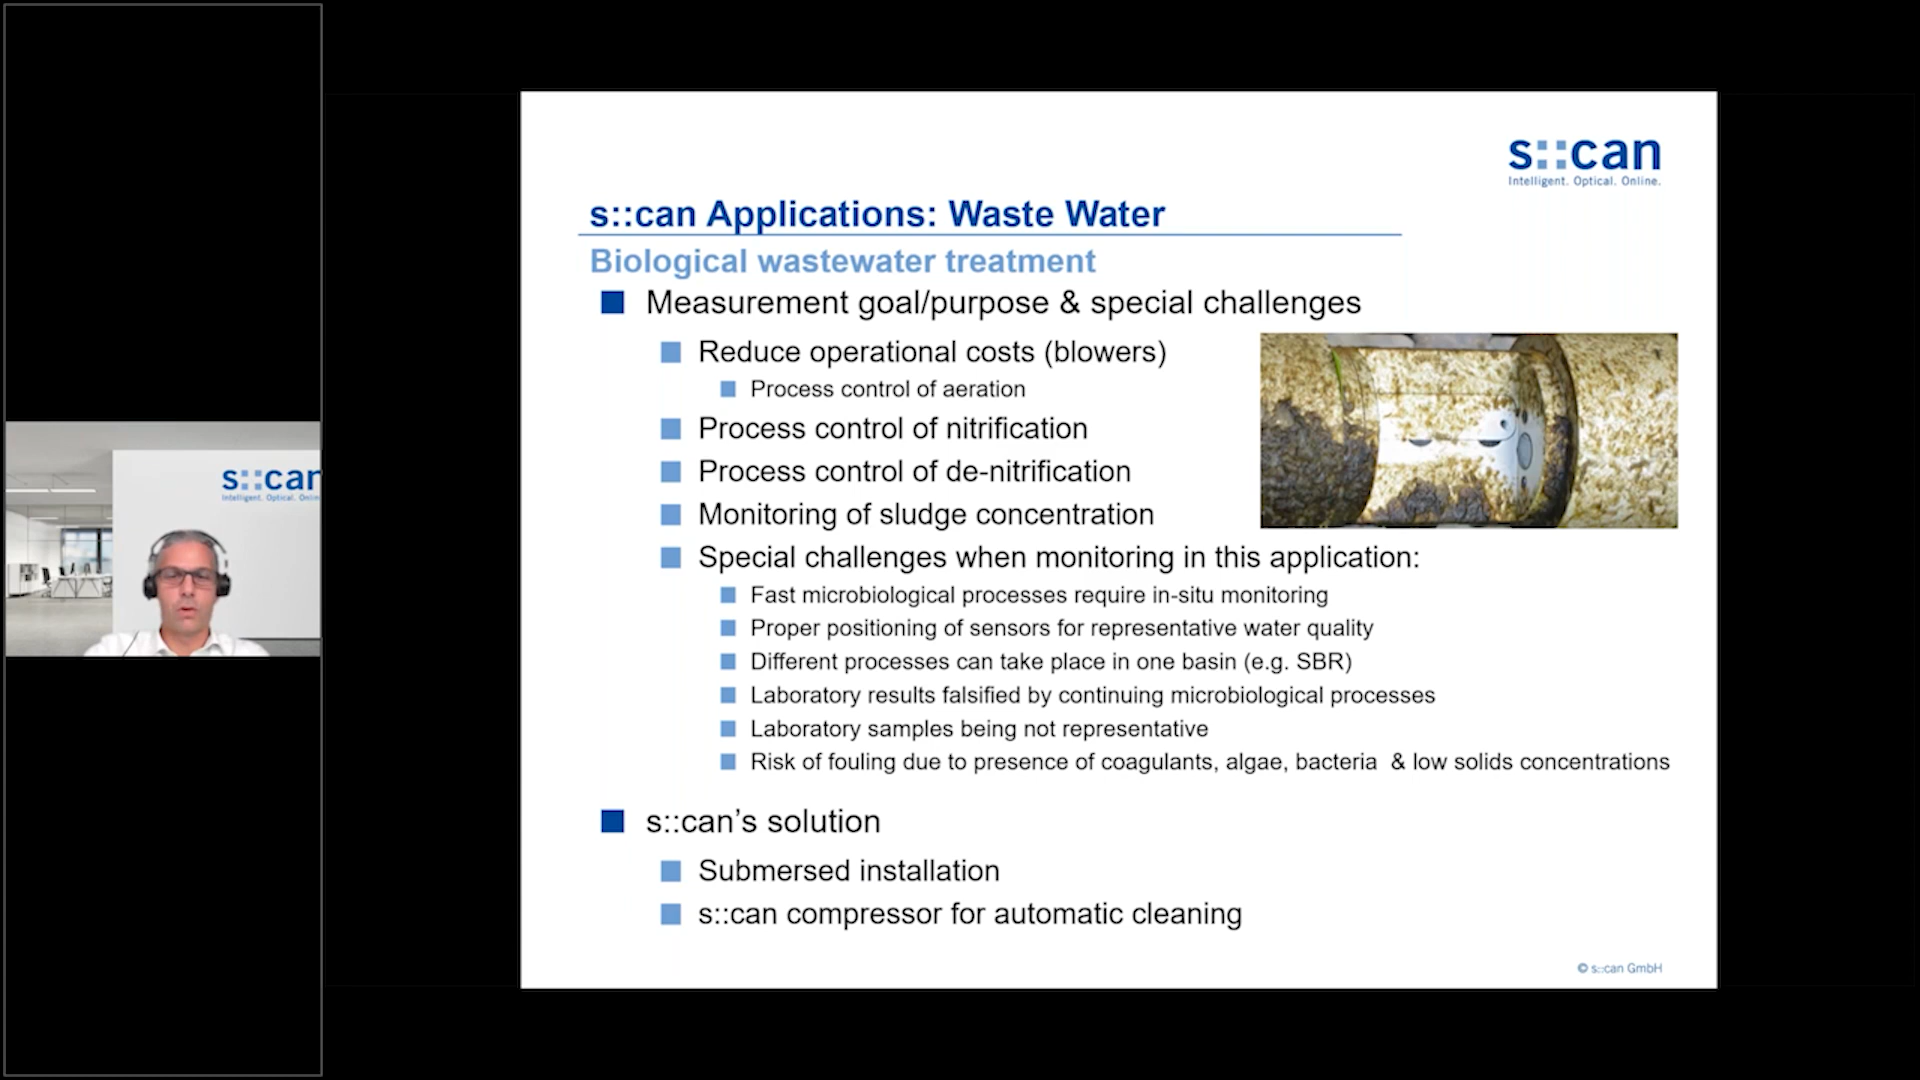 s::can
Intelligent. Optical. Online.
s::can Applications: Waste Water
Biological wastewater treatment
Measurement goal/purpose & special challenges
Reduce operational costs (blowers)
Process control of aeration
Process control of nitrification
Process control of de-nitrification
Monitoring of sludge concentration
Special challenges when monitoring in this application:
Fast microbiological processes require in-situ monitoring
Proper positioning of sensors for representative water quality
Different processes can take place in one basin (e.g. SBR)
Laboratory results falsified by continuing microbiological processes
Laboratory samples being not representative
Risk of fouling due to presence of coagulants, algae, bacteria & low solids concentrations
s::can’s solution
Submersed installation
s::can compressor for automatic cleaning
© s::can GmbH
s::can
Intelligent. Optical. Onlin